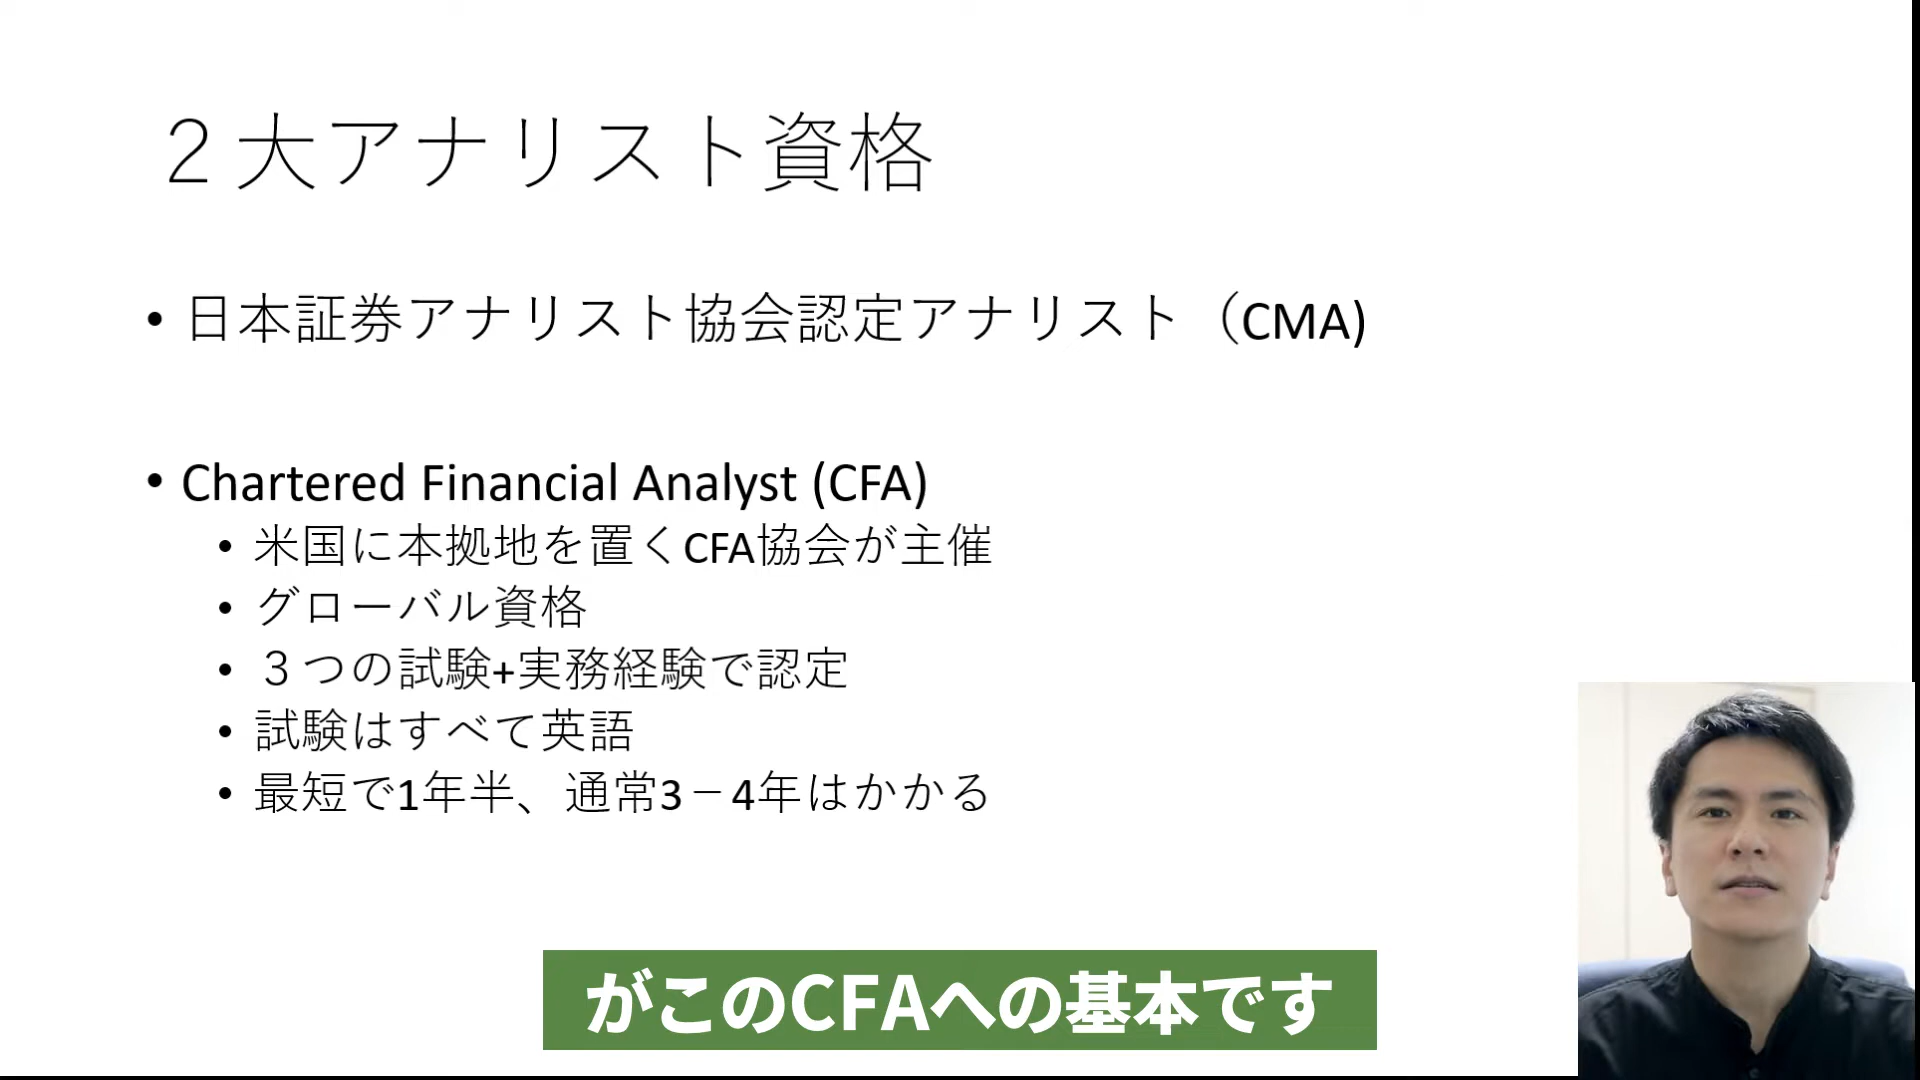 ２大アナリスト資格
• 日本証券アナリスト協会認定アナリスト（CMA)
• Chartered Financial Analyst (CFA)
• 米国に本拠地を置くCFA協会が主催
• グローバル資格
• ３つの試験+実務経験で認定
• 試験はすべて英語
• 最短で1年半、通常3－4年はかかる
がこのCFAへの基本です